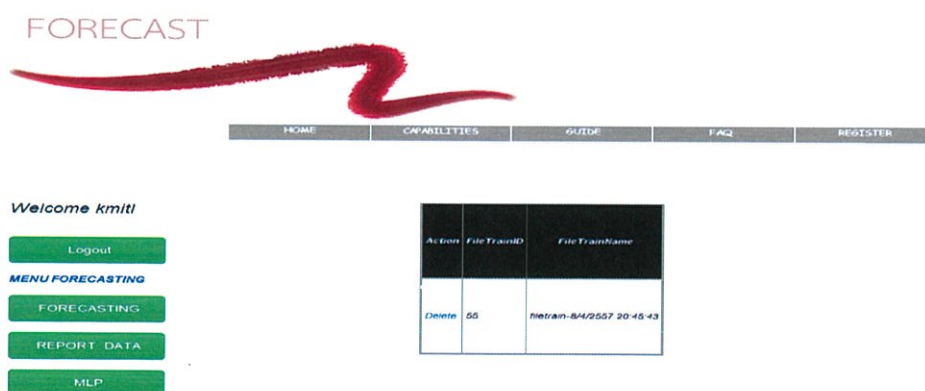 FORECAST
HOME CAPABILITIES GUIDE FAQ REGISTER
Welcome kmitl
Logout
MENU FORECASTING
FORECASTING
REPORT DATA
MLP
Action FileTrainID FileTrainName
Delete 55 filetrain-8/4/2557 20:45:43